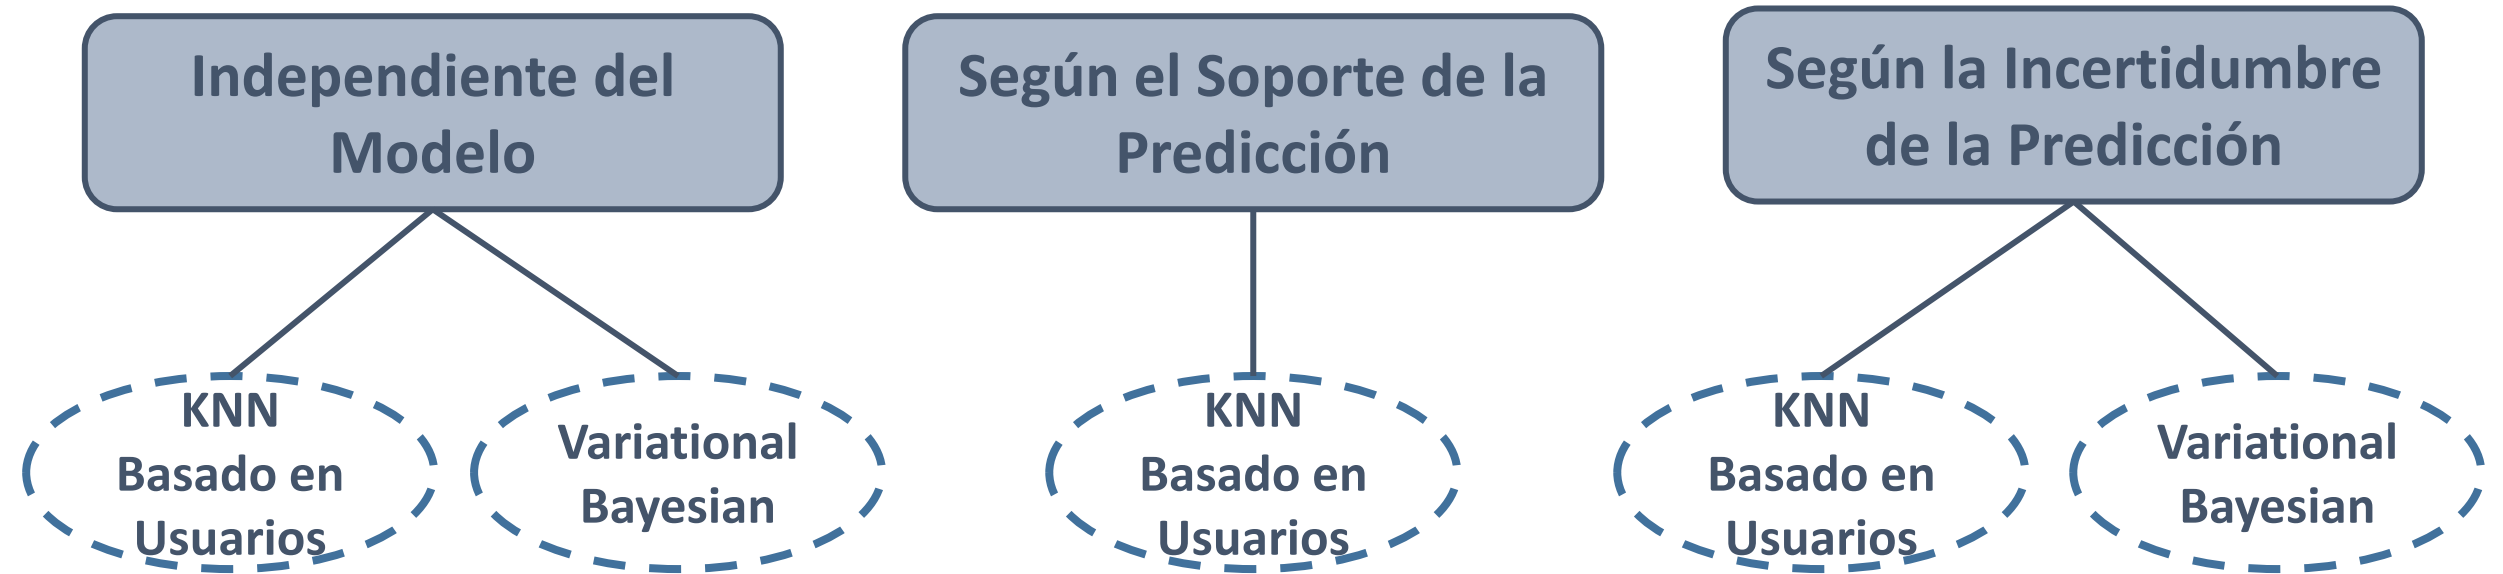 Independiente del
Modelo
Según el Soporte de la
Predicción
Según la Incertidumbre
de la Predicción
KNN
Basado en
Usuarios
Variational
Bayesian
KNN
Basado en
Usuarios
KNN
Basado en
Usuarios
Variational
Bayesian